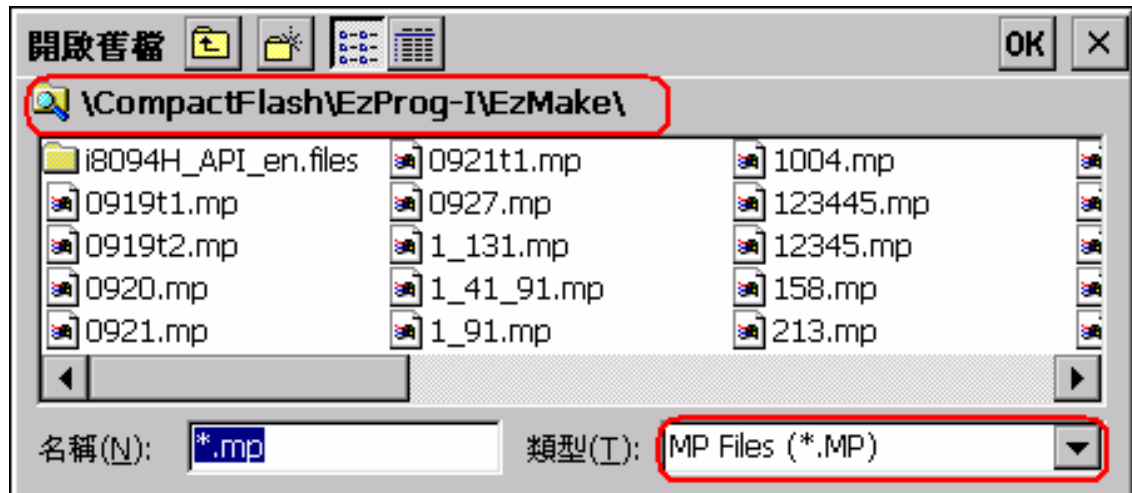 開啟舊檔 OK ×
\CompactFlash\EzProg-I\EzMake\
i8094H_API_en.files 0921t1.mp 1004.mp
0919t1.mp 0927.mp 123445.mp
0919t2.mp 1_131.mp 12345.mp
0920.mp 1_41_91.mp 158.mp
0921.mp 1_91.mp 213.mp
名稱(N): *.mp 類型(T): MP Files (*.MP)